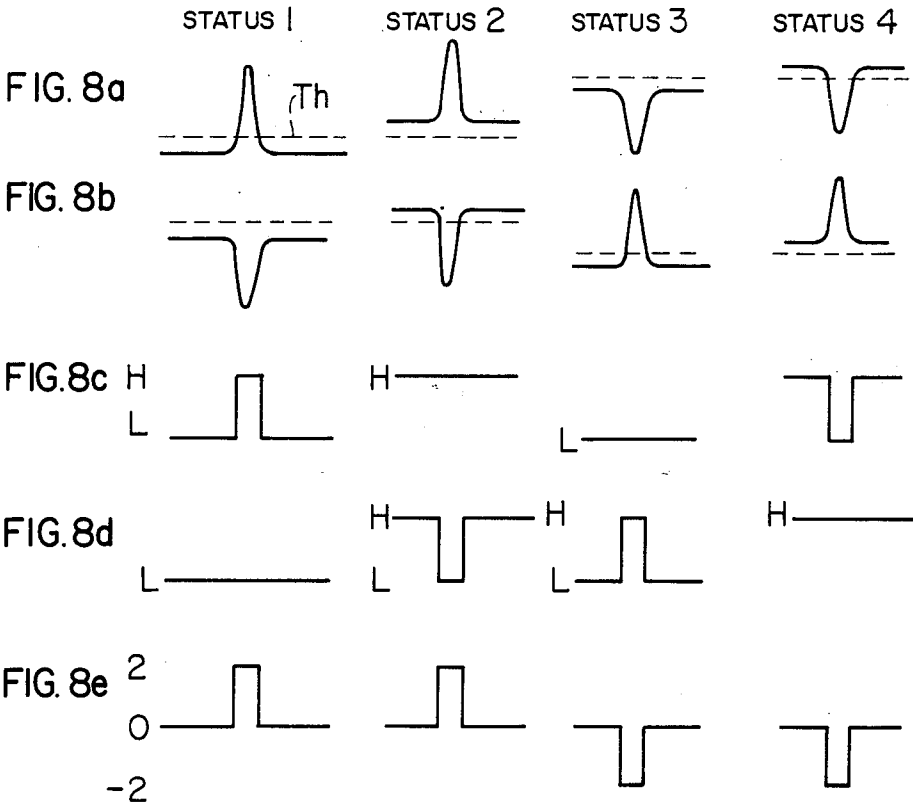 STATUS 1 STATUS 2 STATUS 3 STATUS 4
FIG. 8a
Th
FIG. 8b
FIG. 8c H H
L
L
FIG. 8d H H H
L L L
FIG. 8e 2
0
-2